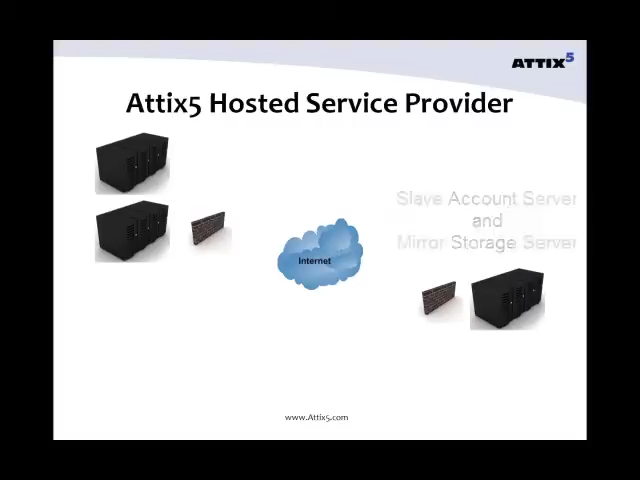 ATTIX5
Attix5 Hosted Service Provider
Slave Account Server
and
Mirror Storage Server
Internet
www.Attix5.com